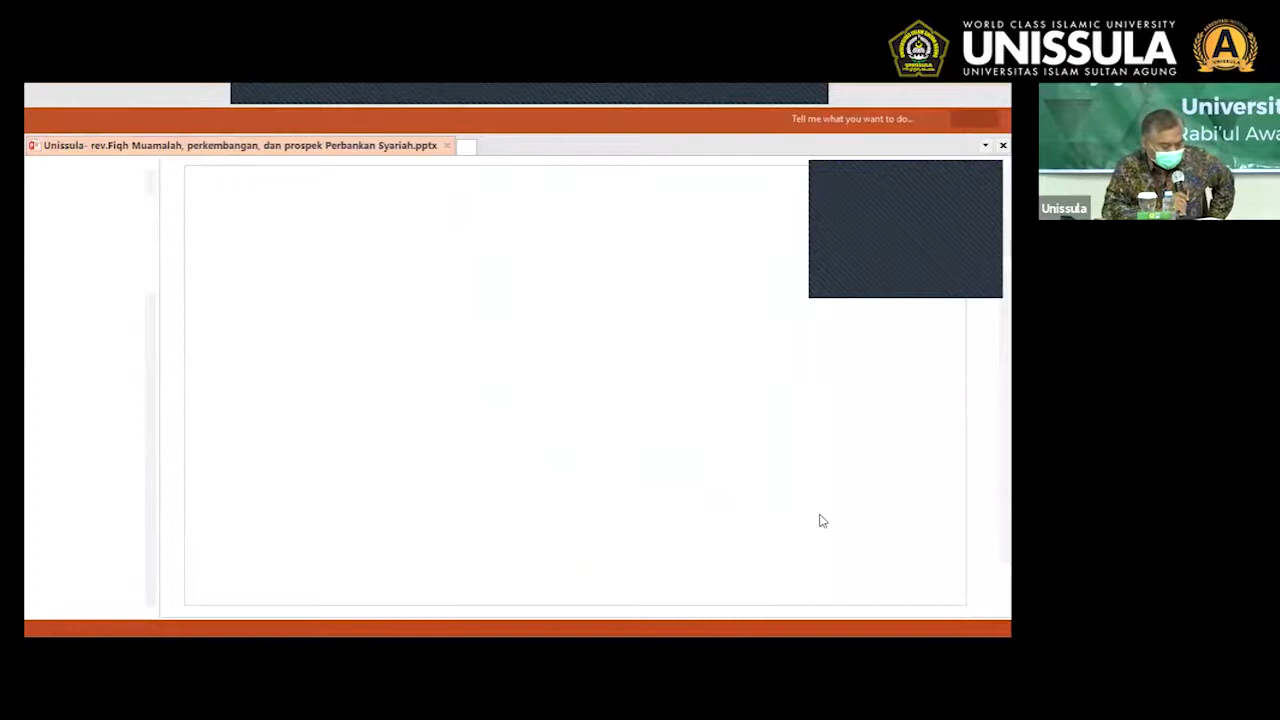 WORLD CLASS ISLAMIC UNIVERSITY
UNISSULA
UNIVERSITAS ISLAM SULTAN AGUNG
A
UNISSULA
Tell me what you want to do...
Unissula- rev.Fiqh Muamalah, perkembangan, dan prospek Perbankan Syariah.pptx
Universit
Rabi'ul Awa
Unissula